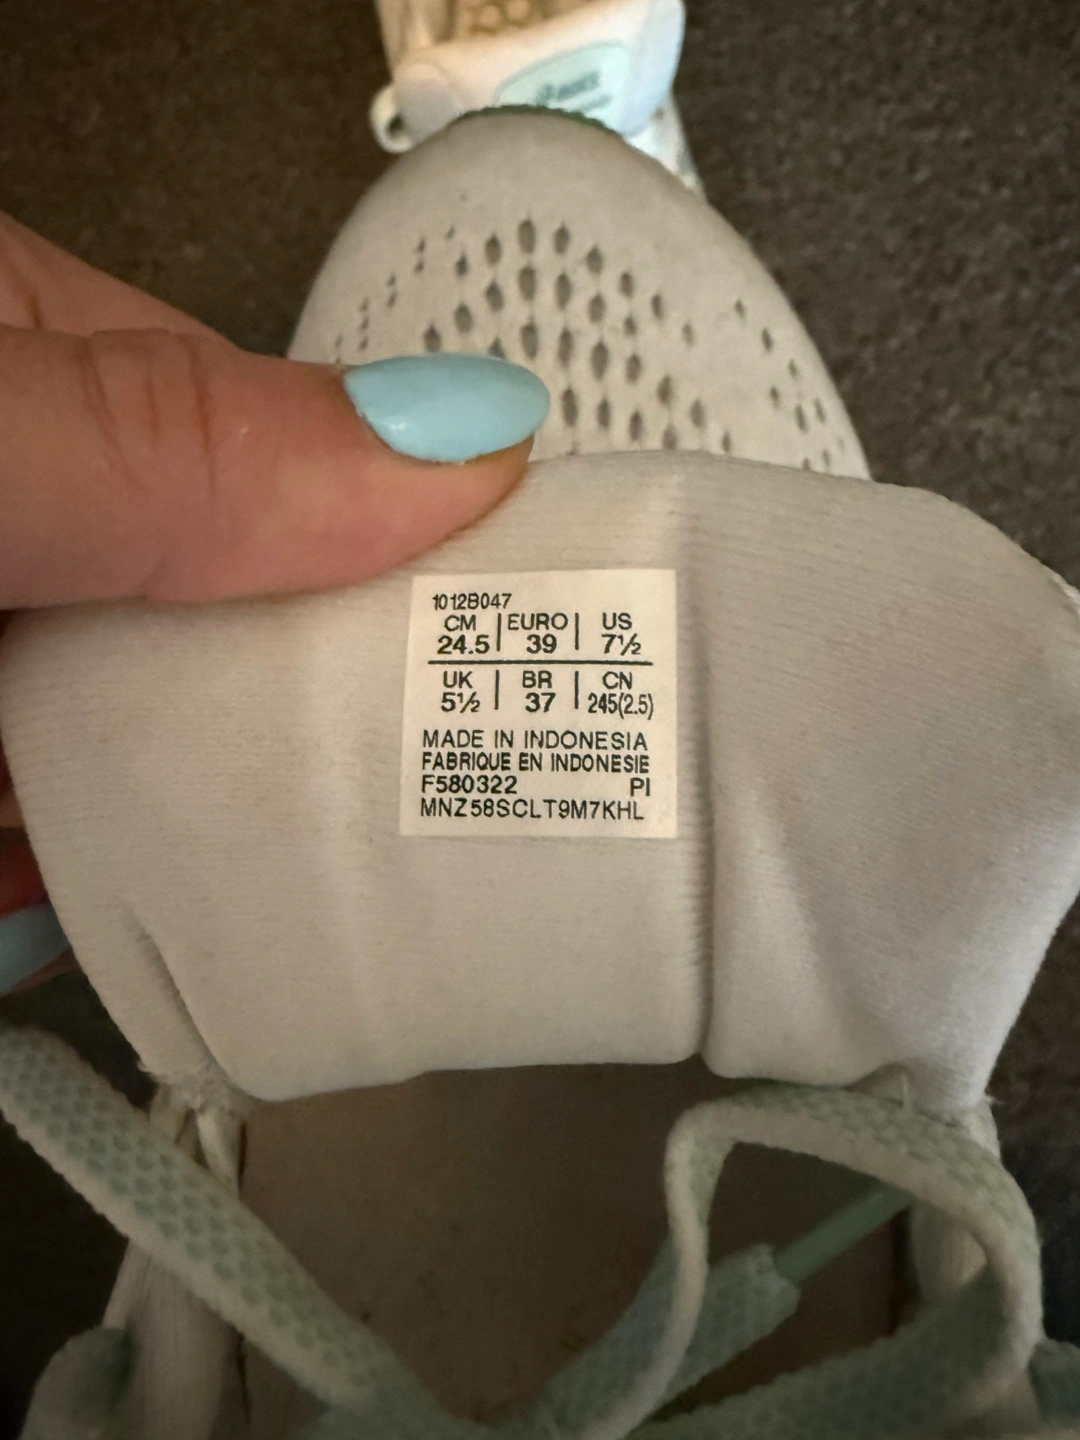 1012B047
CM | EURO | US
24.5 | 39 | 7½
UK | BR | CN
5½ | 37 | 245(2.5)
MADE IN INDONESIA
FABRIQUE EN INDONESIE
F580322 PI
MNZ58SCLT9M7KHL